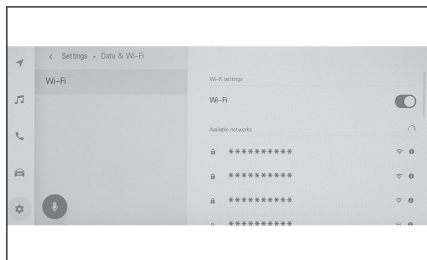 Settings • Data & Wi-Fi
Wi-Fi
Wi-Fi settings
Wi-Fi
Available networks
**********
**********
**********
**********